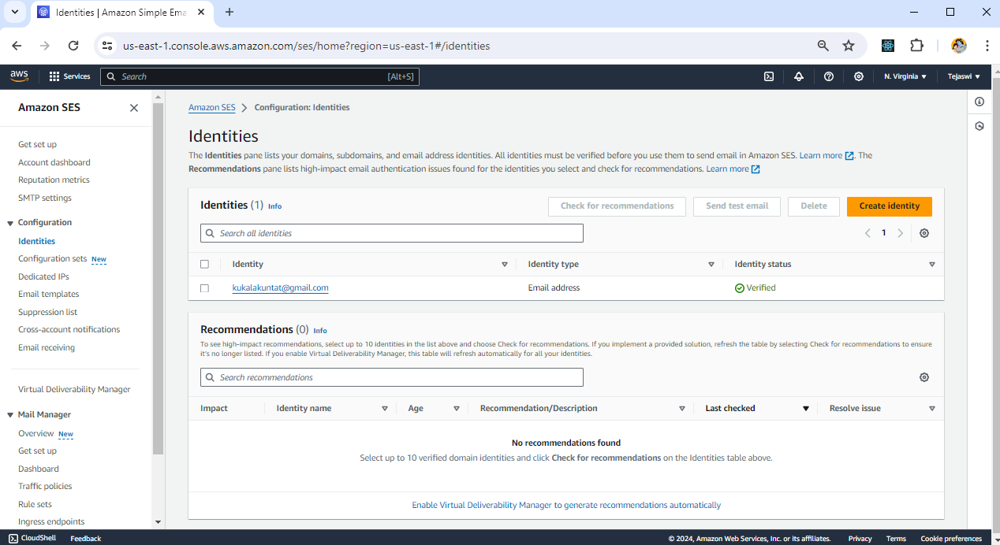 Identities | Amazon Simple Ema
us-east-1.console.aws.amazon.com/ses/home?region=us-east-1#/identities
aws
Services
Search
[Alt+S]
N. Virginia
Tejaswi
Amazon SES
Get set up
Account dashboard
Reputation metrics
SMTP settings
Configuration
Identities
Configuration sets New
Dedicated IPs
Email templates
Suppression list
Cross-account notifications
Email receiving
Virtual Deliverability Manager
Mail Manager
Overview New
Get set up
Dashboard
Traffic policies
Rule sets
Ingress endpoints
Amazon SES
Configuration: Identities
Identities
The Identities pane lists your domains, subdomains, and email address identities. All identities must be verified before you use them to send email in Amazon SES. Learn more . The
Recommendations pane lists high-impact email authentication issues found for the identities you select and check for recommendations. Learn more
Identities (1) Info
Check for recommendations
Send test email
Delete
Create identity
Search all identities
1
Identity
Identity type
Identity status
kukalakuntat@gmail.com
Email address
Verified
Recommendations (0) Info
To see high-impact recommendations, select up to 10 identities in the list above and choose Check for recommendations. If you implement a provided solution, refresh the table by selecting Check for recommendations to ensure
it's no longer listed. If you enable Virtual Deliverability Manager, this table will refresh automatically for all your identities.
Search recommendations
Impact
Identity name
Age
Recommendation/Description
Last checked
Resolve issue
No recommendations found
Select up to 10 verified domain identities and click Check for recommendations on the Identities table above.
Enable Virtual Deliverability Manager to generate recommendations automatically
CloudShell
Feedback
© 2024, Amazon Web Services, Inc. or its affiliates.
Privacy
Terms
Cookie preferences